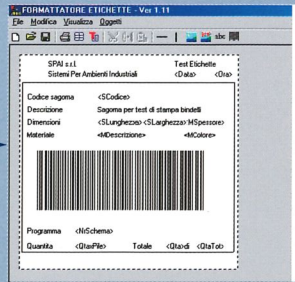 FORMATTATORE ETICHETTE - Ver 1.11
File Modifica Visualizza Oggetti
abc
SPAI s.r.l. Test Etichette
Sistemi Per Ambienti Industriali <Data> <Ora>
Codice sagoma <SCodice>
Descrizione Sagoma per test di stampa bindelli
Dimensioni <SLunghezza> <SLarghezza> MSpessore>
Materiale <MDescrizione> <MColore>
Programma <NrSchema>
Quantita <QtaxPile> Totale <Qta>di <QtaTot>